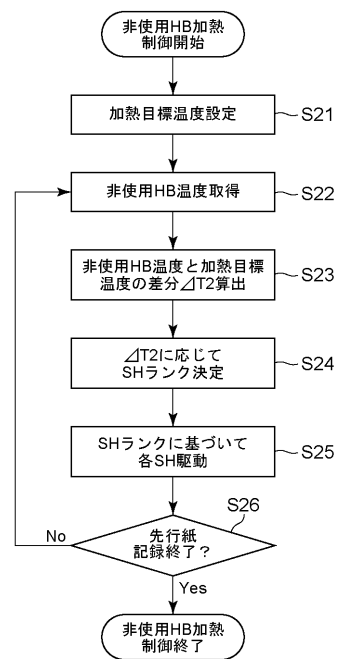 非使用HB加熱
制御開始
加熱目標温度設定
S21
非使用HB温度取得
S22
非使用HB温度と加熱目標
温度の差分⊿T2算出
S23
⊿T2に応じて
SHランク決定
S24
SHランクに基づいて
各SH駆動
S25
S26
先行紙
記録終了？
No
Yes
非使用HB加熱
制御終了